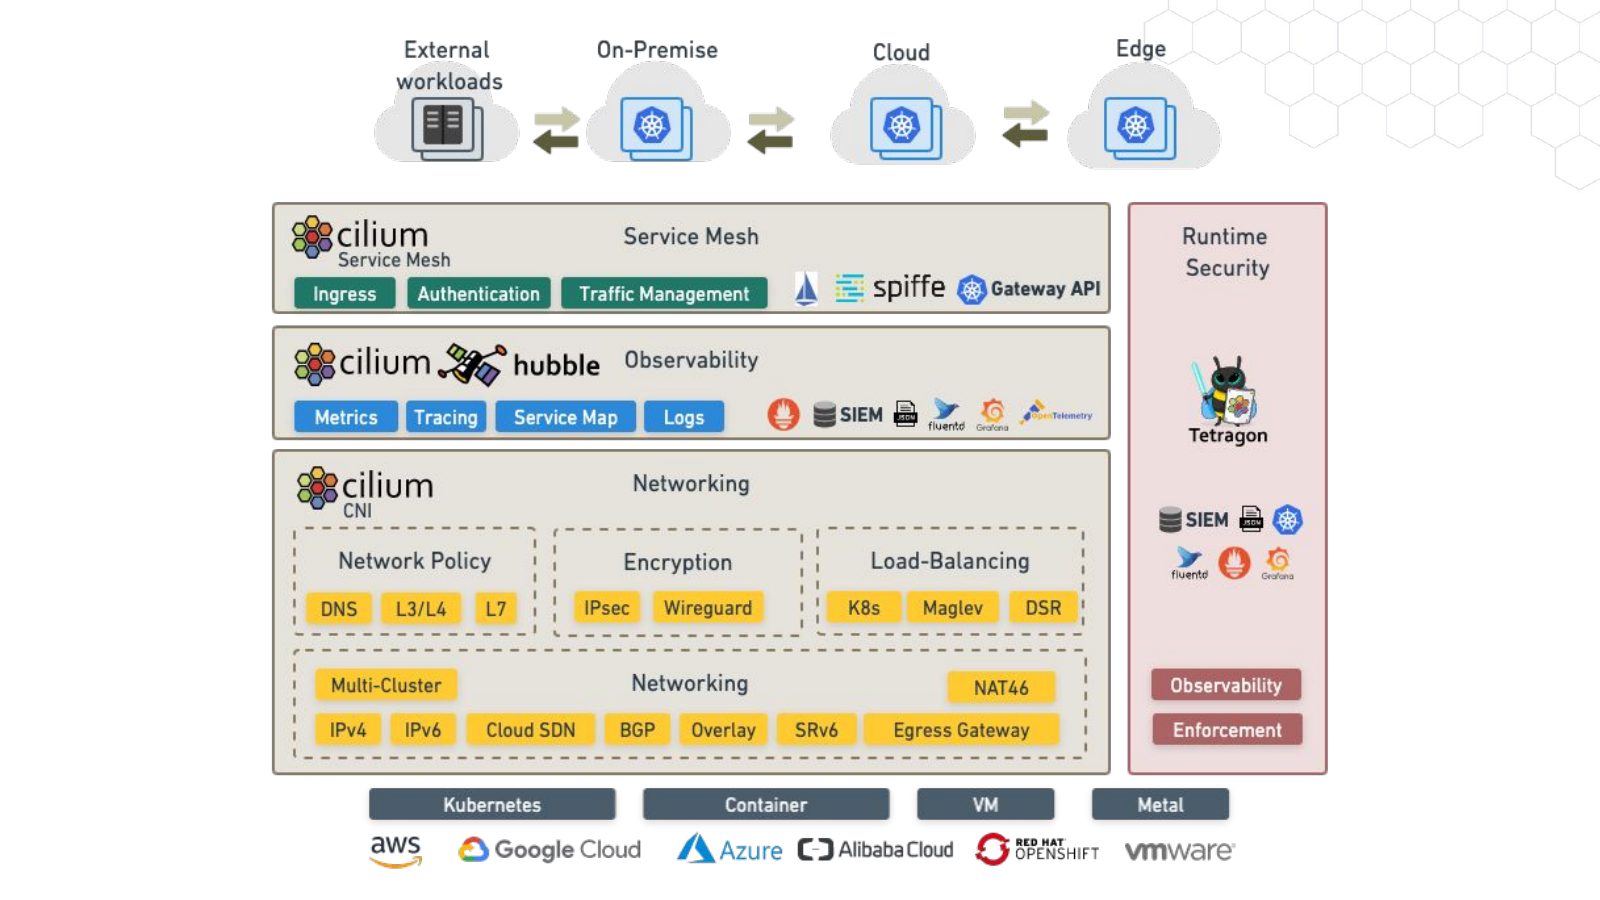 External
workloads
On-Premise
Cloud
Edge
cilium
Service Mesh
Service Mesh
Ingress
Authentication
Traffic Management
spiffe
Gateway API
cilium
hubble
Observability
Metrics
Tracing
Service Map
Logs
SIEM
JSON
fluentd
Grafana
OpenTelemetry
cilium
CNI
Networking
Network Policy
DNS
L3/L4
L7
Encryption
IPsec
Wireguard
Load-Balancing
K8s
Maglev
DSR
Multi-Cluster
Networking
NAT46
IPv4
IPv6
Cloud SDN
BGP
Overlay
SRv6
Egress Gateway
Runtime
Security
Tetragon
SIEM
JSON
fluentd
Grafana
Observability
Enforcement
Kubernetes
Container
VM
Metal
aws
Google Cloud
Azure
Alibaba Cloud
RED HAT
OPENSHIFT
vmware